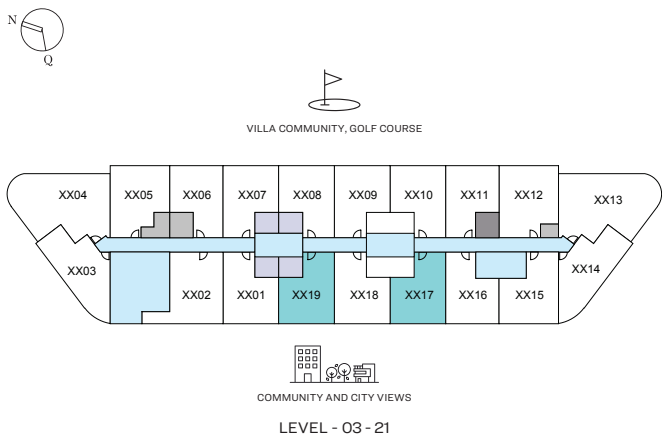 N
Q
VILLA COMMUNITY, GOLF COURSE
XX04 XX05 XX06 XX07 XX08 XX09 XX10 XX11 XX12 XX13
XX03 XX14
XX02 XX01 XX19 XX18 XX17 XX16 XX15
COMMUNITY AND CITY VIEWS
LEVEL - 03 - 21